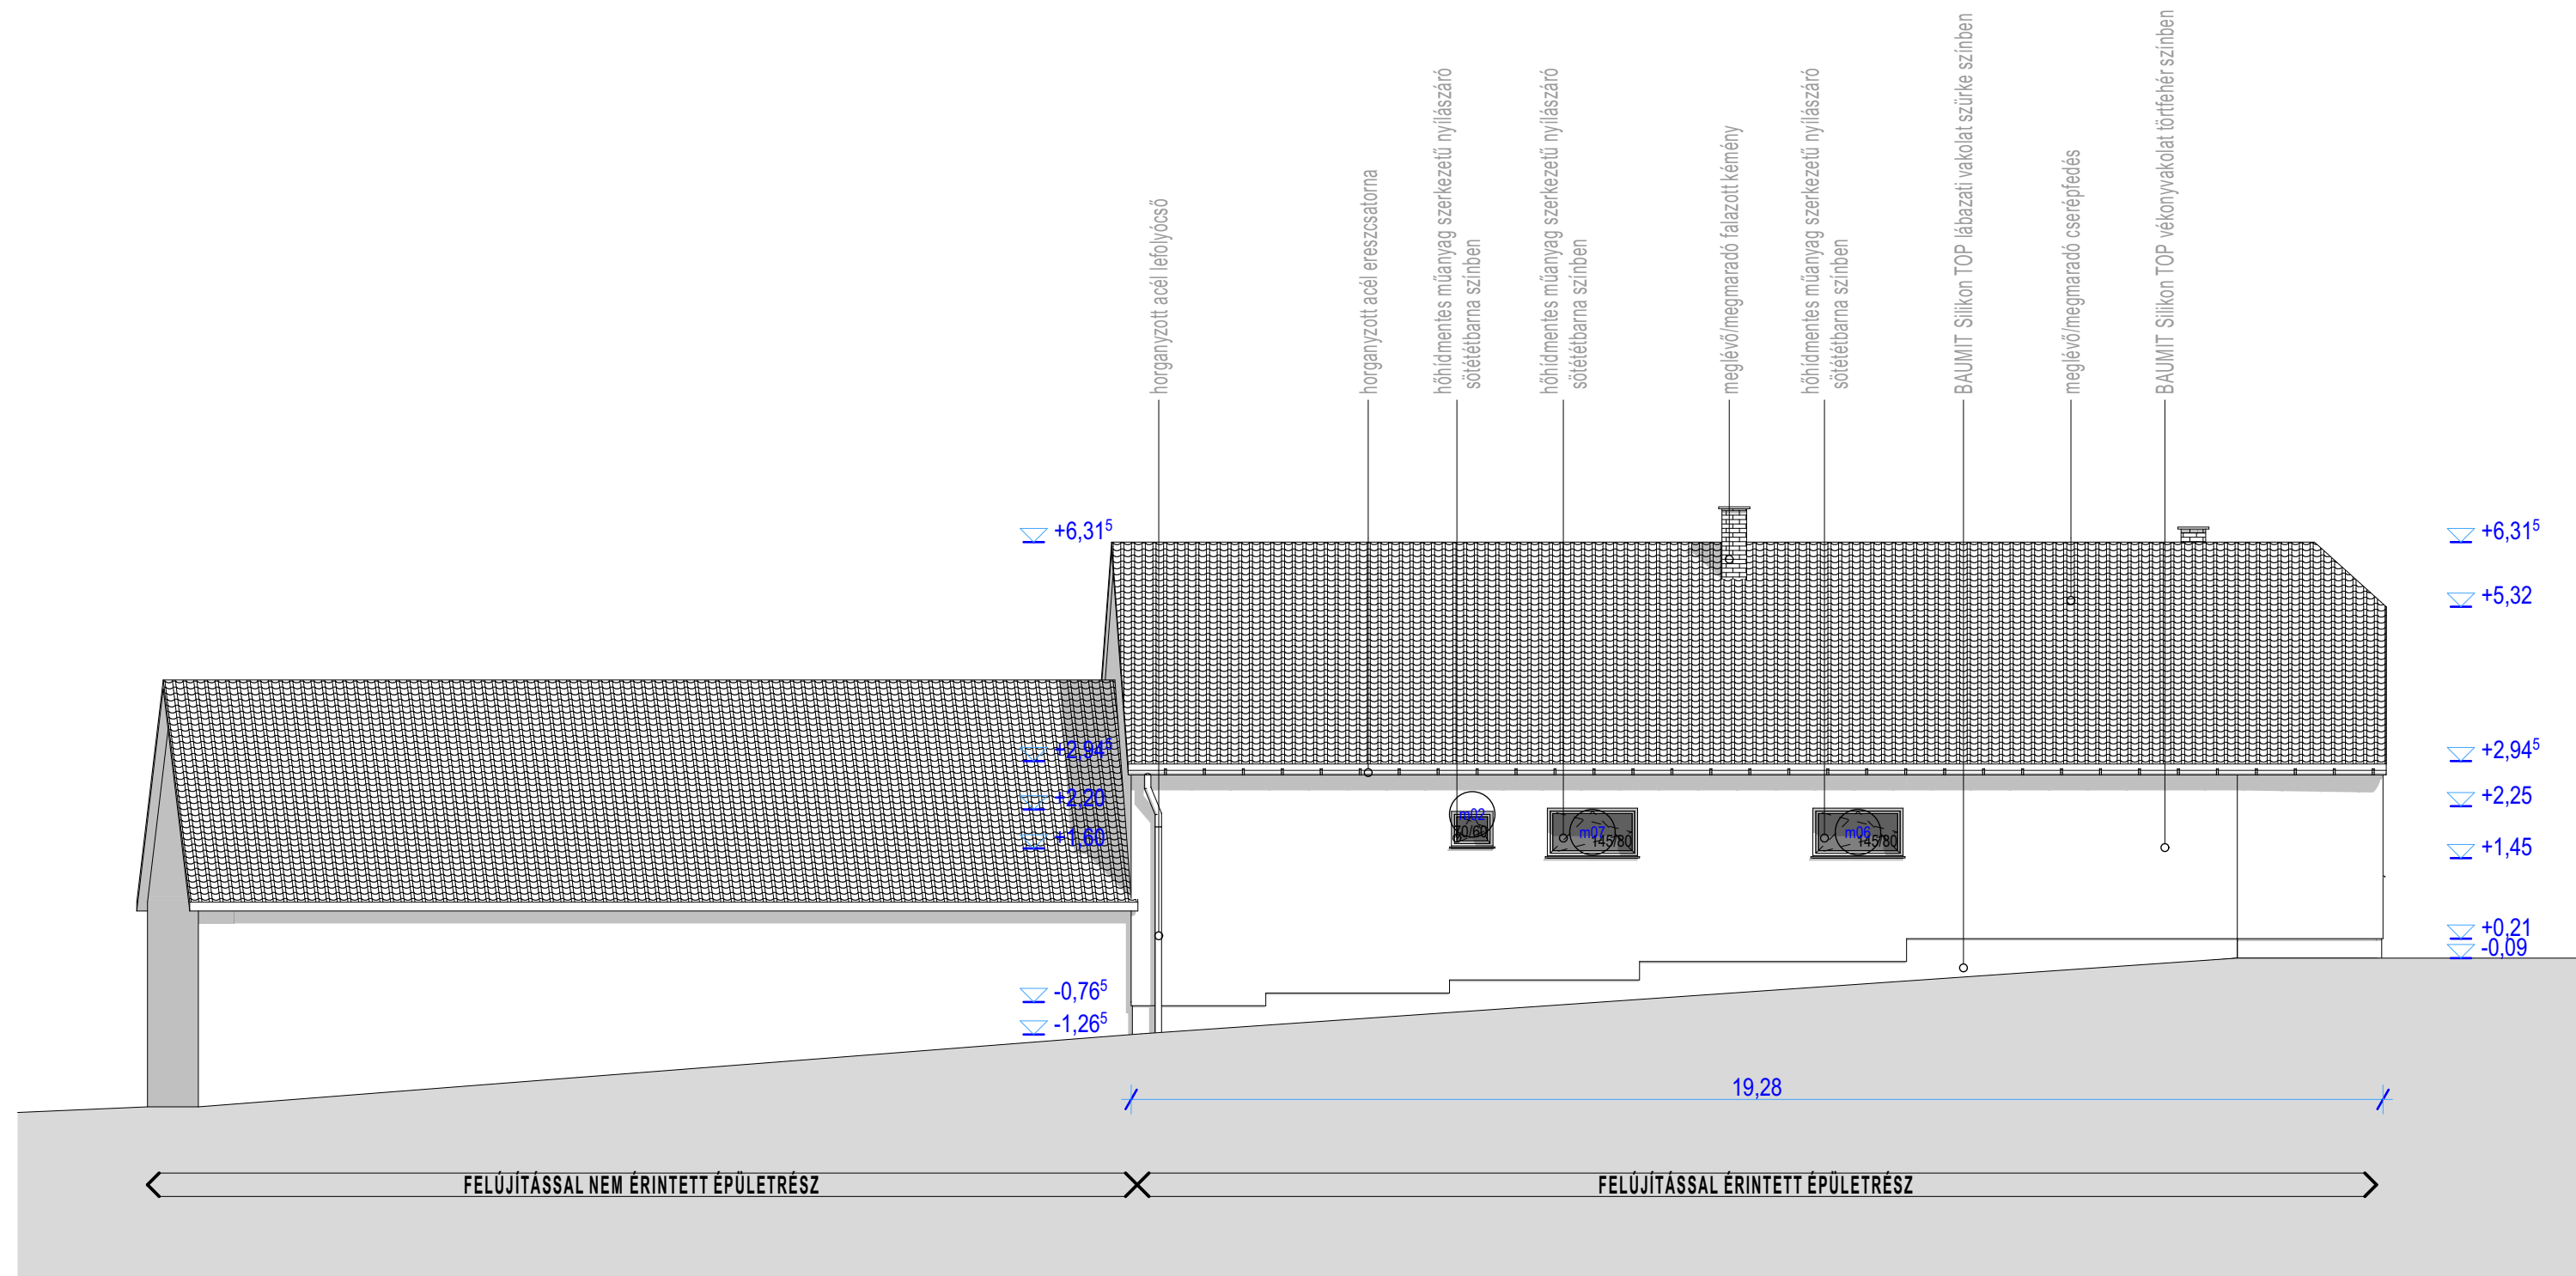 horganyzott acél lefolyócső
horganyzott acél ereszcsatorna
hőhídmentes műanyag szerkezetű nyílászáró
sötététbarna színben
hőhídmentes műanyag szerkezetű nyílászáró
sötététbarna színben
meglévő/megmaradó falazott kémény
hőhídmentes műanyag szerkezetű nyílászáró
sötététbarna színben
BAUMIT Silikon TOP lábazati vakolat szürke színben
meglévő/megmaradó cserépfedés
BAUMIT Silikon TOP vékonyvakolat törtfehér színben
+6,31⁵
+6,31⁵
+5,32
+2,94⁵
+2,94⁵
+2,20
+2,25
+1,60
+1,45
m02
70/60
m07
145/80
m06
145/80
+0,21
-0,09
-0,76⁵
-1,26⁵
19,28
FELÚJÍTÁSSAL NEM ÉRINTETT ÉPÜLETRÉSZ
FELÚJÍTÁSSAL ÉRINTETT ÉPÜLETRÉSZ